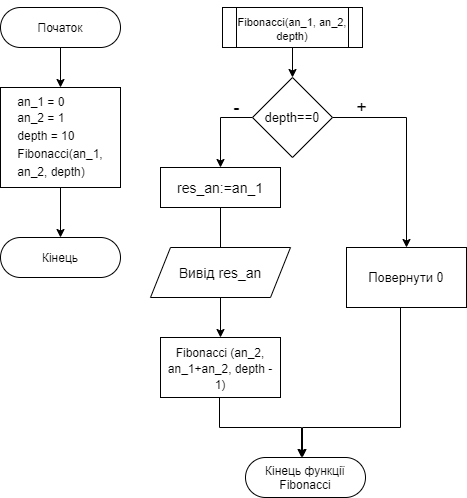 Початок
an_1 = 0
an_2 = 1
depth = 10
Fibonacci(an_1,
an_2, depth)
Кінець
Fibonacci(an_1, an_2,
depth)
depth==0
-
+
res_an:=an_1
Вивід res_an
Повернути 0
Fibonacci (an_2,
an_1+an_2, depth -
1)
Кінець функції
Fibonacci